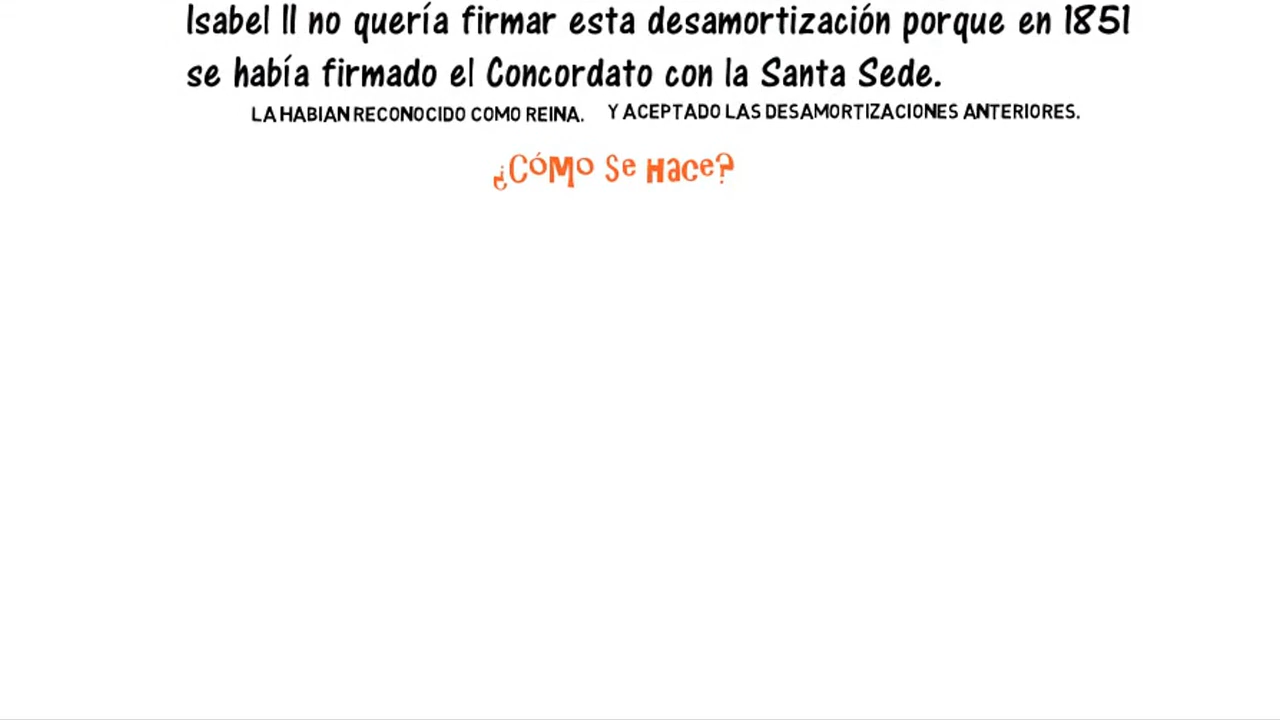 Isabel II no quería firmar esta desamortización porque en 1851
se había firmado el Concordato con la Santa Sede.
LA HABIAN RECONOCIDO COMO REINA. Y ACEPTADO LAS DESAMORTIZACIONES ANTERIORES.
¿CÓMO Se Hace?